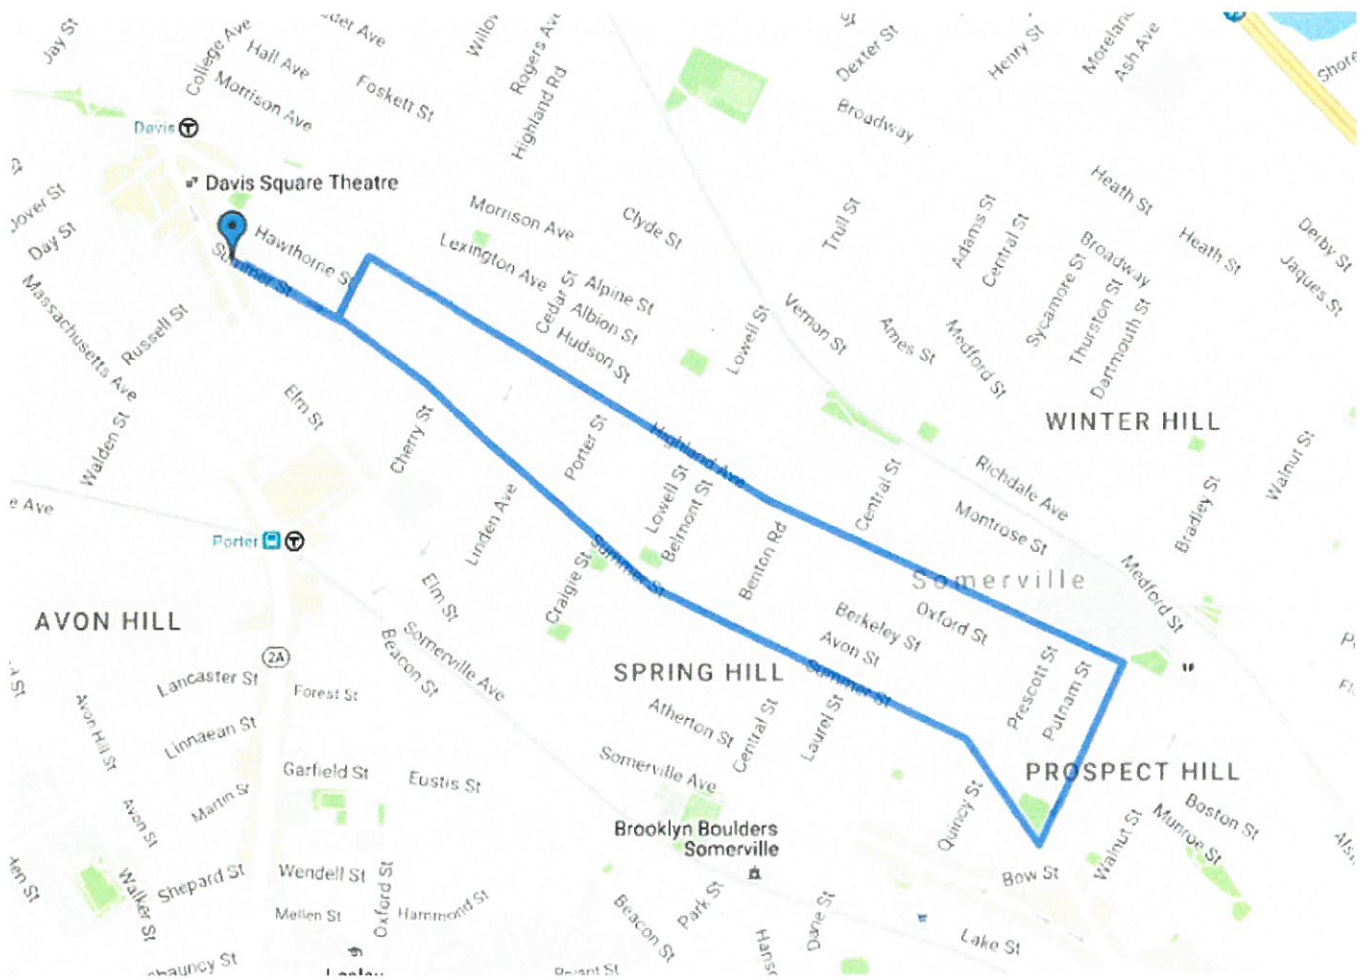 Jay St
College Ave
Hall Ave
Morrison Ave
Foskett St
Rogers Ave
Highland Rd
Dexter St
Henry St
Ash Ave
Broadway
Davis
Davis Square Theatre
Day St
Hawthorne St
Summer St
Morrison Ave
Lexington Ave
Clyde St
Cedar St
Alpine St
Albion St
Hudson St
Trull St
Adams St
Central St
Heath St
Broadway
Heath St
Derby St
Jaques St
Sycamore St
Thurston St
Dartmouth St
Massachusetts Ave
Russell St
Lowell St
Vernon St
Ames St
Medford St
Walden St
Elm St
Cherry St
Porter St
Highland Ave
WINTER HILL
Walnut St
e Ave
Linden Ave
Lowell St
Belmont St
Central St
Richdale Ave
Montrose St
Bradley St
Porter
Craigie St
Summer St
Benton Rd
Somerville
Medford St
AVON HILL
Elm St
Somerville Ave
Beacon St
Berkeley St
Oxford St
Avon St
Summer St
2A
Lancaster St
Forest St
SPRING HILL
Prescott St
Putnam St
Avon Hill St
Linnaean St
Atherton St
Central St
Laurel St
Somerville Ave
Garfield St
Eustis St
PROSPECT HILL
Martin St
Avon St
Brooklyn Boulders
Somerville
Quincy St
Boston St
Munroe St
Walnut St
Shepard St
Wendell St
Bow St
Walker St
Mellen St
Oxford St
Hammond St
Beacon St
Park St
Dane St
Lake St